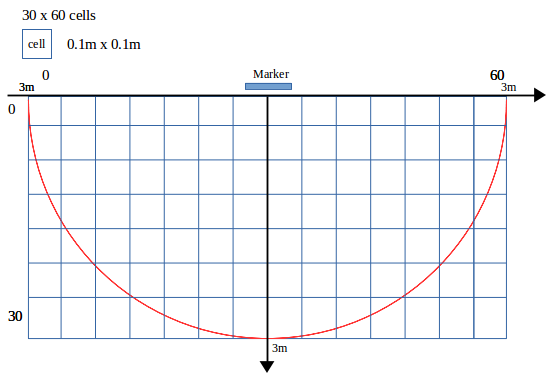 30 x 60 cells
cell 0.1m x 0.1m
0 Marker 60
3m 3m
0
30
3m